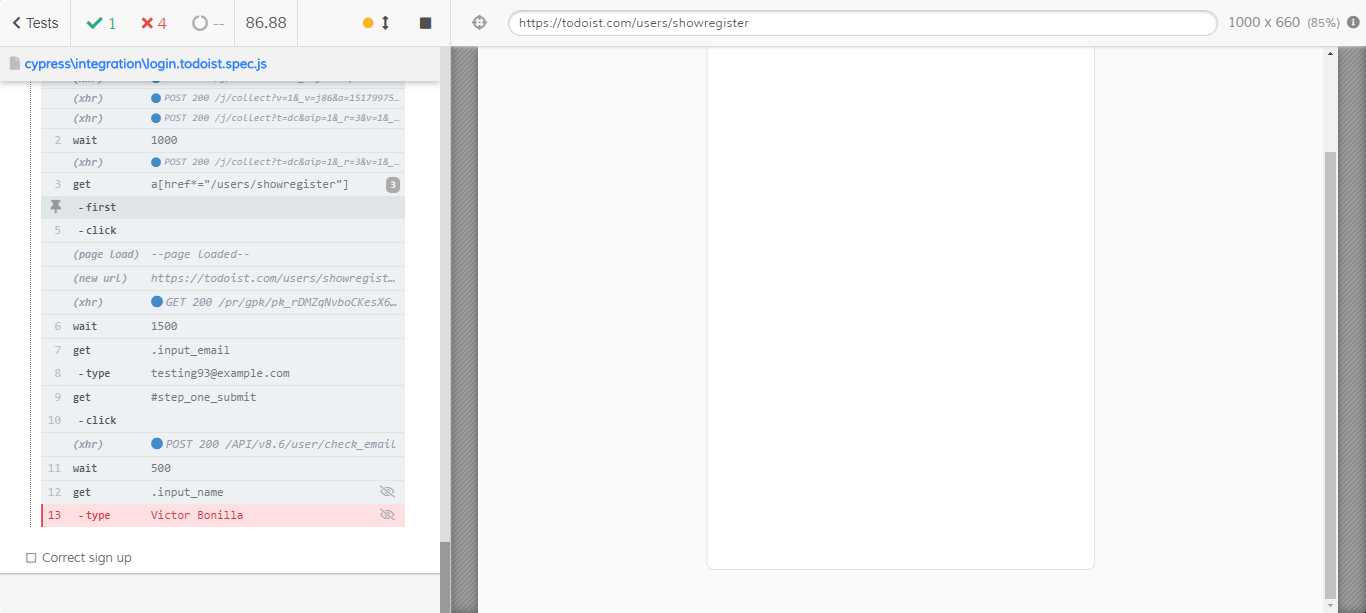 Tests 1 4 -- 86.88 https://todoist.com/users/showregister 1000 x 660 (85%)
cypress\integration\login.todoist.spec.js
(xhr) POST 200 /j/collect?v=1&_v=j86&a=15179975…
(xhr) POST 200 /j/collect?t=dc&aip=1&_r=3&v=1&_…
2 wait 1000
(xhr) POST 200 /j/collect?t=dc&aip=1&_r=3&v=1&_…
3 get a[href*="/users/showregister"] 3
-first
5 -click
(page load) --page loaded--
(new url) https://todoist.com/users/showregist…
(xhr) GET 200 /pr/gpk/pk_rDMZqNvboCKesX6…
6 wait 1500
7 get .input_email
8 -type testing93@example.com
9 get #step_one_submit
10 -click
(xhr) POST 200 /API/v8.6/user/check_email
11 wait 500
12 get .input_name
13 -type Victor Bonilla
Correct sign up